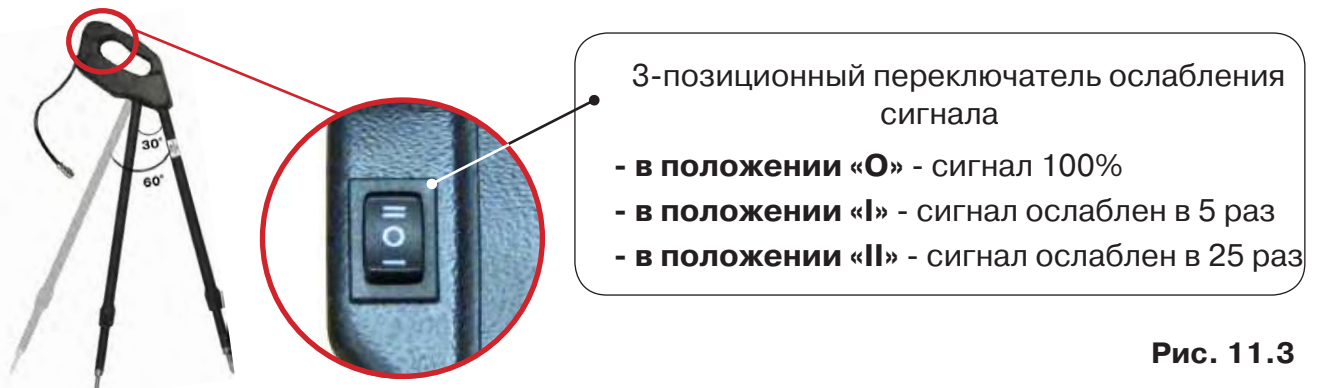 30°
60°
II
O
I
3-позиционный переключатель ослабления
сигнала
- в положении «О» - сигнал 100%
- в положении «I» - сигнал ослаблен в 5 раз
- в положении «II» - сигнал ослаблен в 25 раз
Рис. 11.3